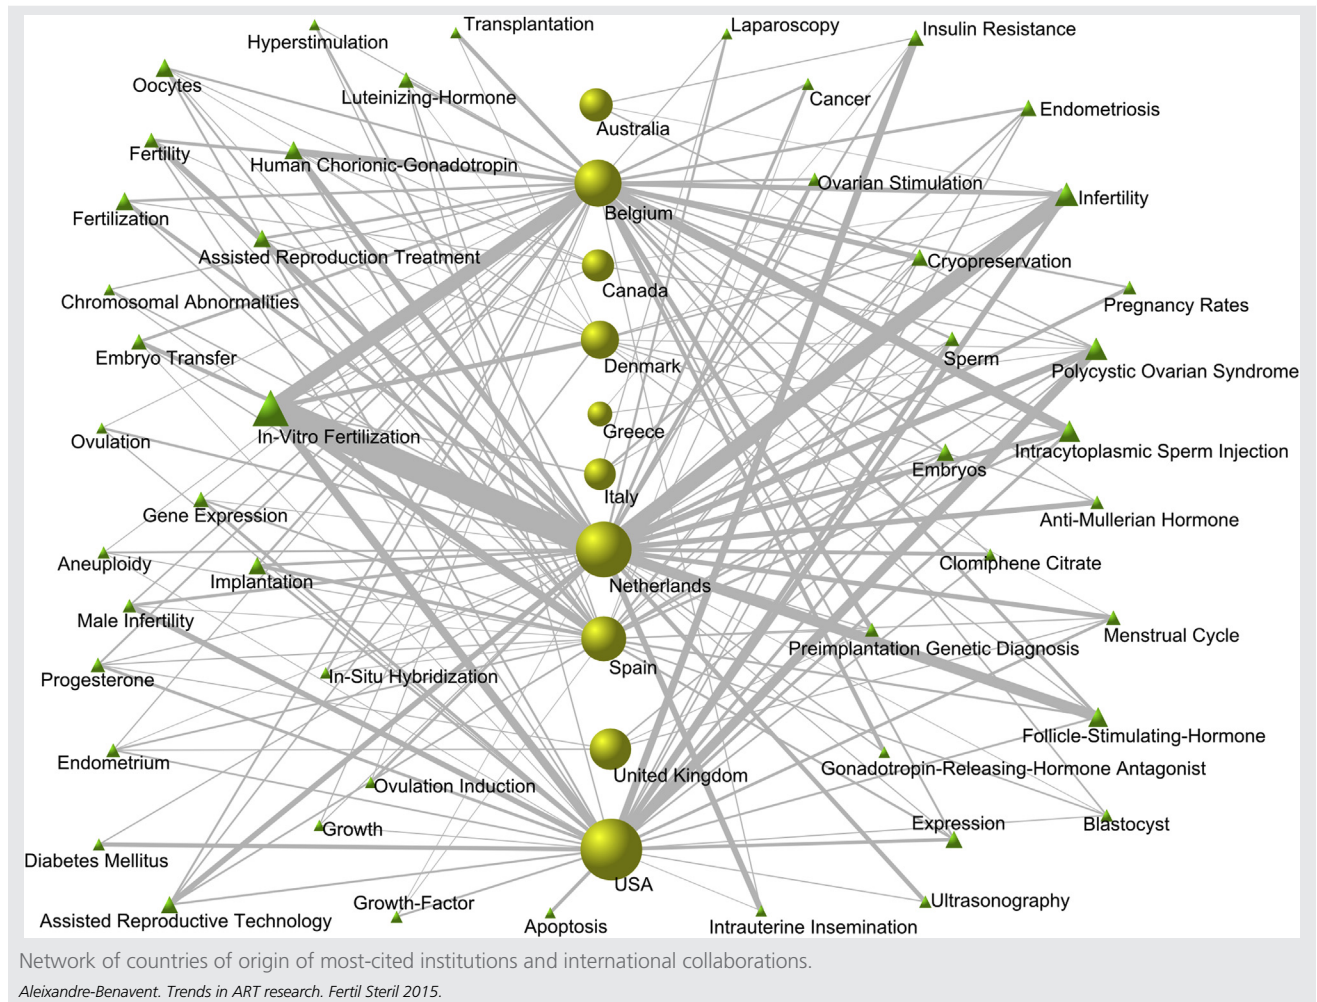 Transplantation
Laparoscopy
Insulin Resistance
Hyperstimulation
Oocytes
Luteinizing-Hormone
Cancer
Endometriosis
Australia
Fertility
Human Chorionic-Gonadotropin
Ovarian Stimulation
Infertility
Fertilization
Belgium
Assisted Reproduction Treatment
Cryopreservation
Chromosomal Abnormalities
Canada
Pregnancy Rates
Embryo Transfer
Denmark
Sperm
Polycystic Ovarian Syndrome
In-Vitro Fertilization
Ovulation
Greece
Intracytoplasmic Sperm Injection
Embryos
Italy
Gene Expression
Anti-Mullerian Hormone
Aneuploidy
Implantation
Netherlands
Clomiphene Citrate
Male Infertility
Preimplantation Genetic Diagnosis
Menstrual Cycle
Progesterone
In-Situ Hybridization
Spain
Follicle-Stimulating-Hormone
Endometrium
Ovulation Induction
United Kingdom
Gonadotropin-Releasing-Hormone Antagonist
Growth
Expression
Blastocyst
Diabetes Mellitus
USA
Growth-Factor
Ultrasonography
Assisted Reproductive Technology
Apoptosis
Intrauterine Insemination
Network of countries of origin of most-cited institutions and international collaborations.
Aleixandre-Benavent. Trends in ART research. Fertil Steril 2015.